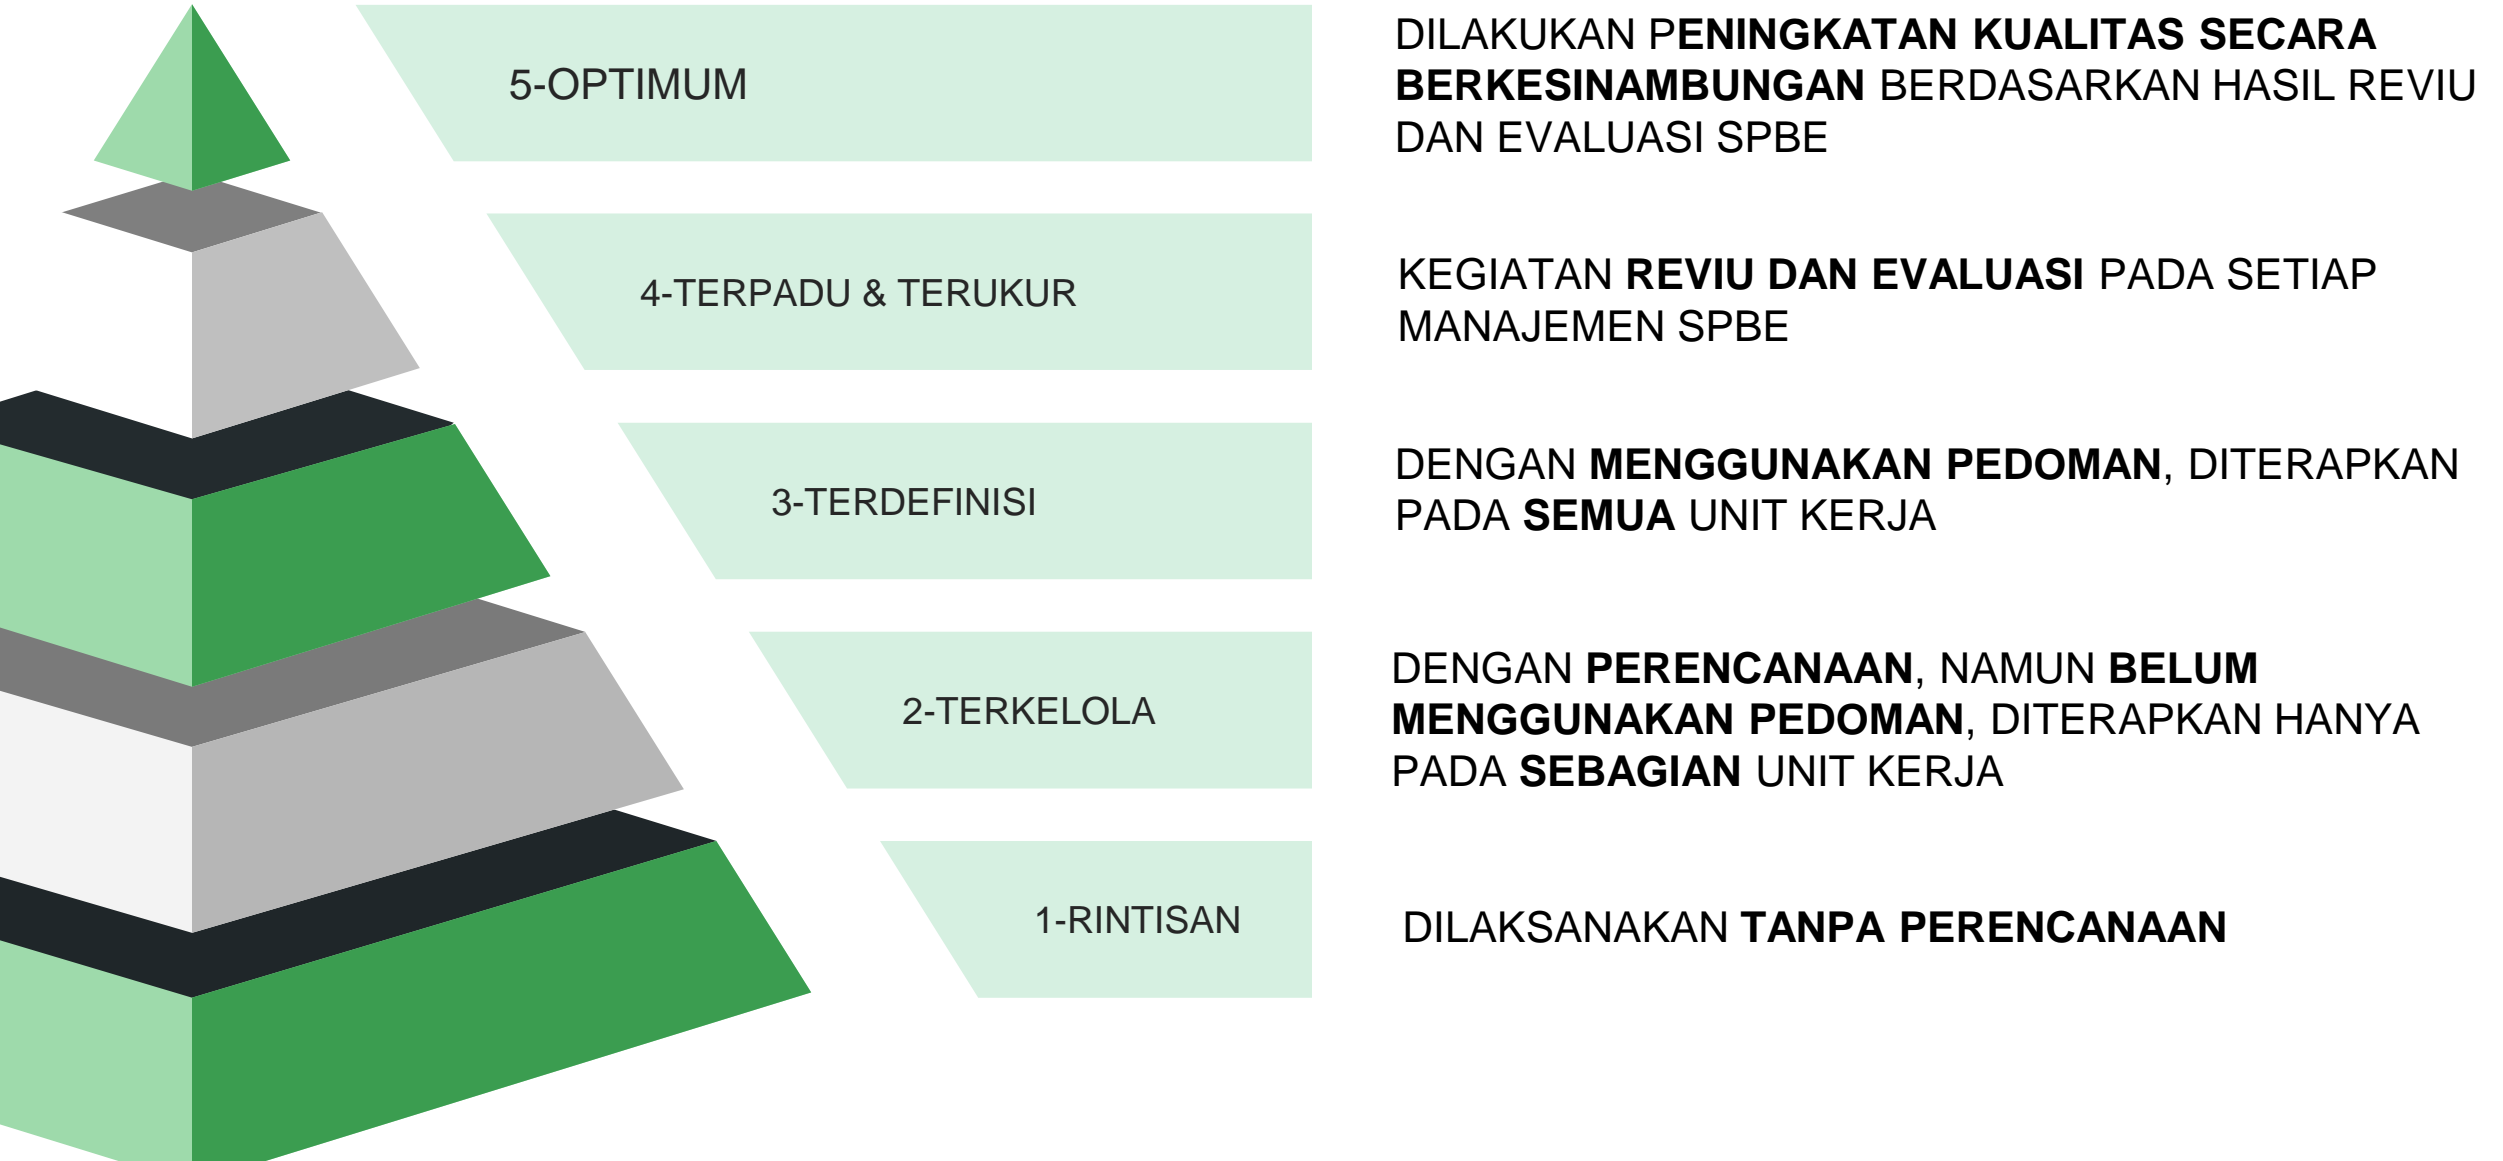 5-OPTIMUM
DILAKUKAN PENINGKATAN KUALITAS SECARA
BERKESINAMBUNGAN BERDASARKAN HASIL REVIU
DAN EVALUASI SPBE
4-TERPADU & TERUKUR
KEGIATAN REVIU DAN EVALUASI PADA SETIAP
MANAJEMEN SPBE
3-TERDEFINISI
DENGAN MENGGUNAKAN PEDOMAN, DITERAPKAN
PADA SEMUA UNIT KERJA
2-TERKELOLA
DENGAN PERENCANAAN, NAMUN BELUM
MENGGUNAKAN PEDOMAN, DITERAPKAN HANYA
PADA SEBAGIAN UNIT KERJA
1-RINTISAN
DILAKSANAKAN TANPA PERENCANAAN